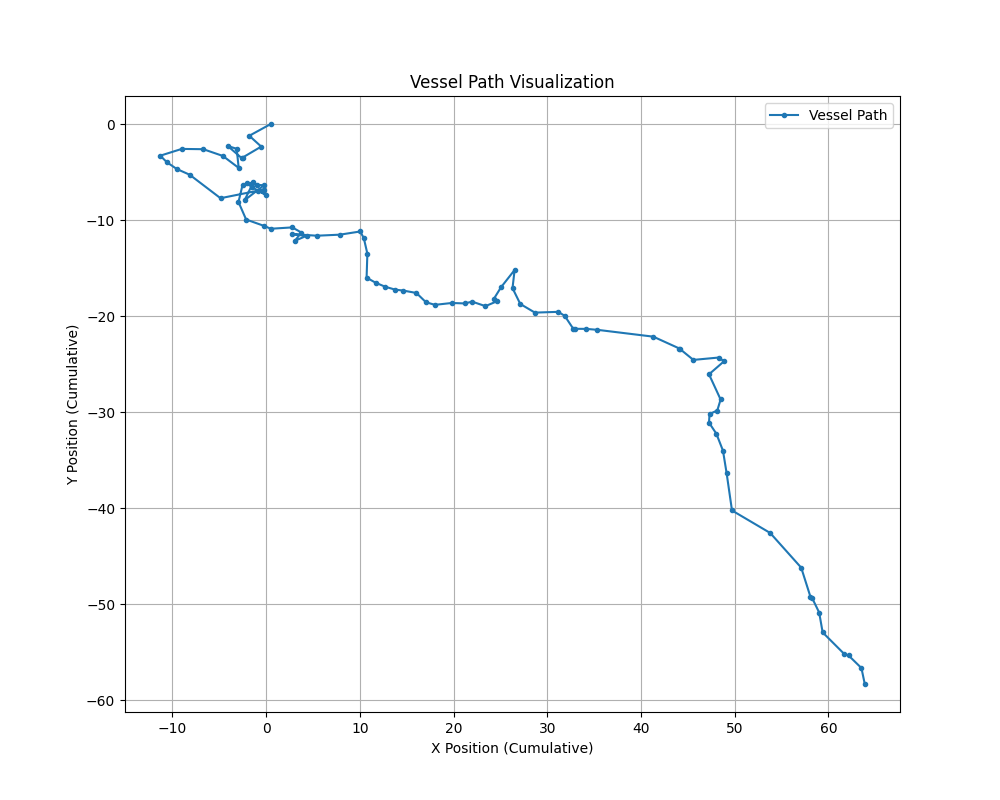 Vessel Path Visualization
Vessel Path
0
−10
−20
−30
−40
−50
−60
Y Position (Cumulative)
−10 0 10 20 30 40 50 60
X Position (Cumulative)